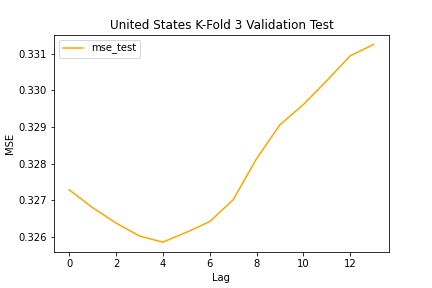 United States K-Fold 3 Validation Test
mse_test
0.331
0.330
0.329
0.328
0.327
0.326
MSE
0 2 4 6 8 10 12
Lag